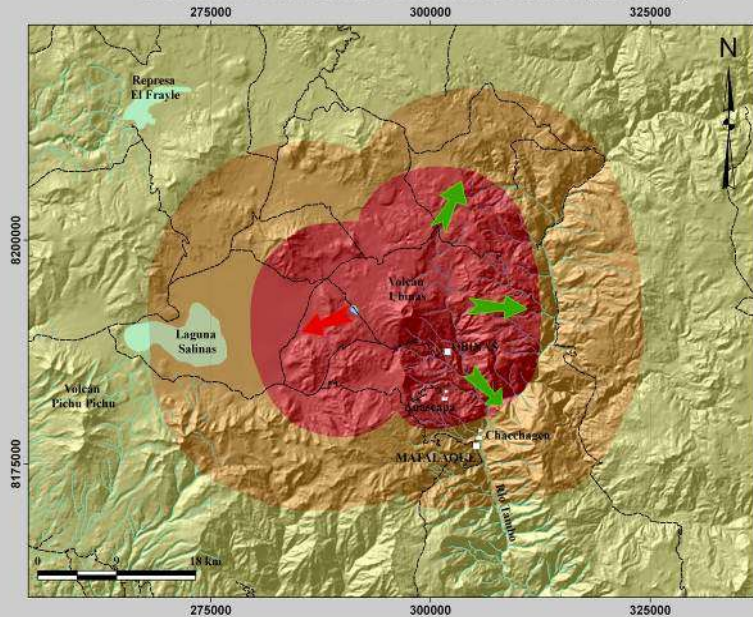 275000
300000
325000
N
Represa
El Frayle
8200000
Volcán
Ubinas
Laguna
Salinas
UBINAS
Volcán
Pichu Pichu
Huascapa
Chacchagen
MATALAQUE
8175000
Río Tambo
0
9
18 km
275000
300000
325000